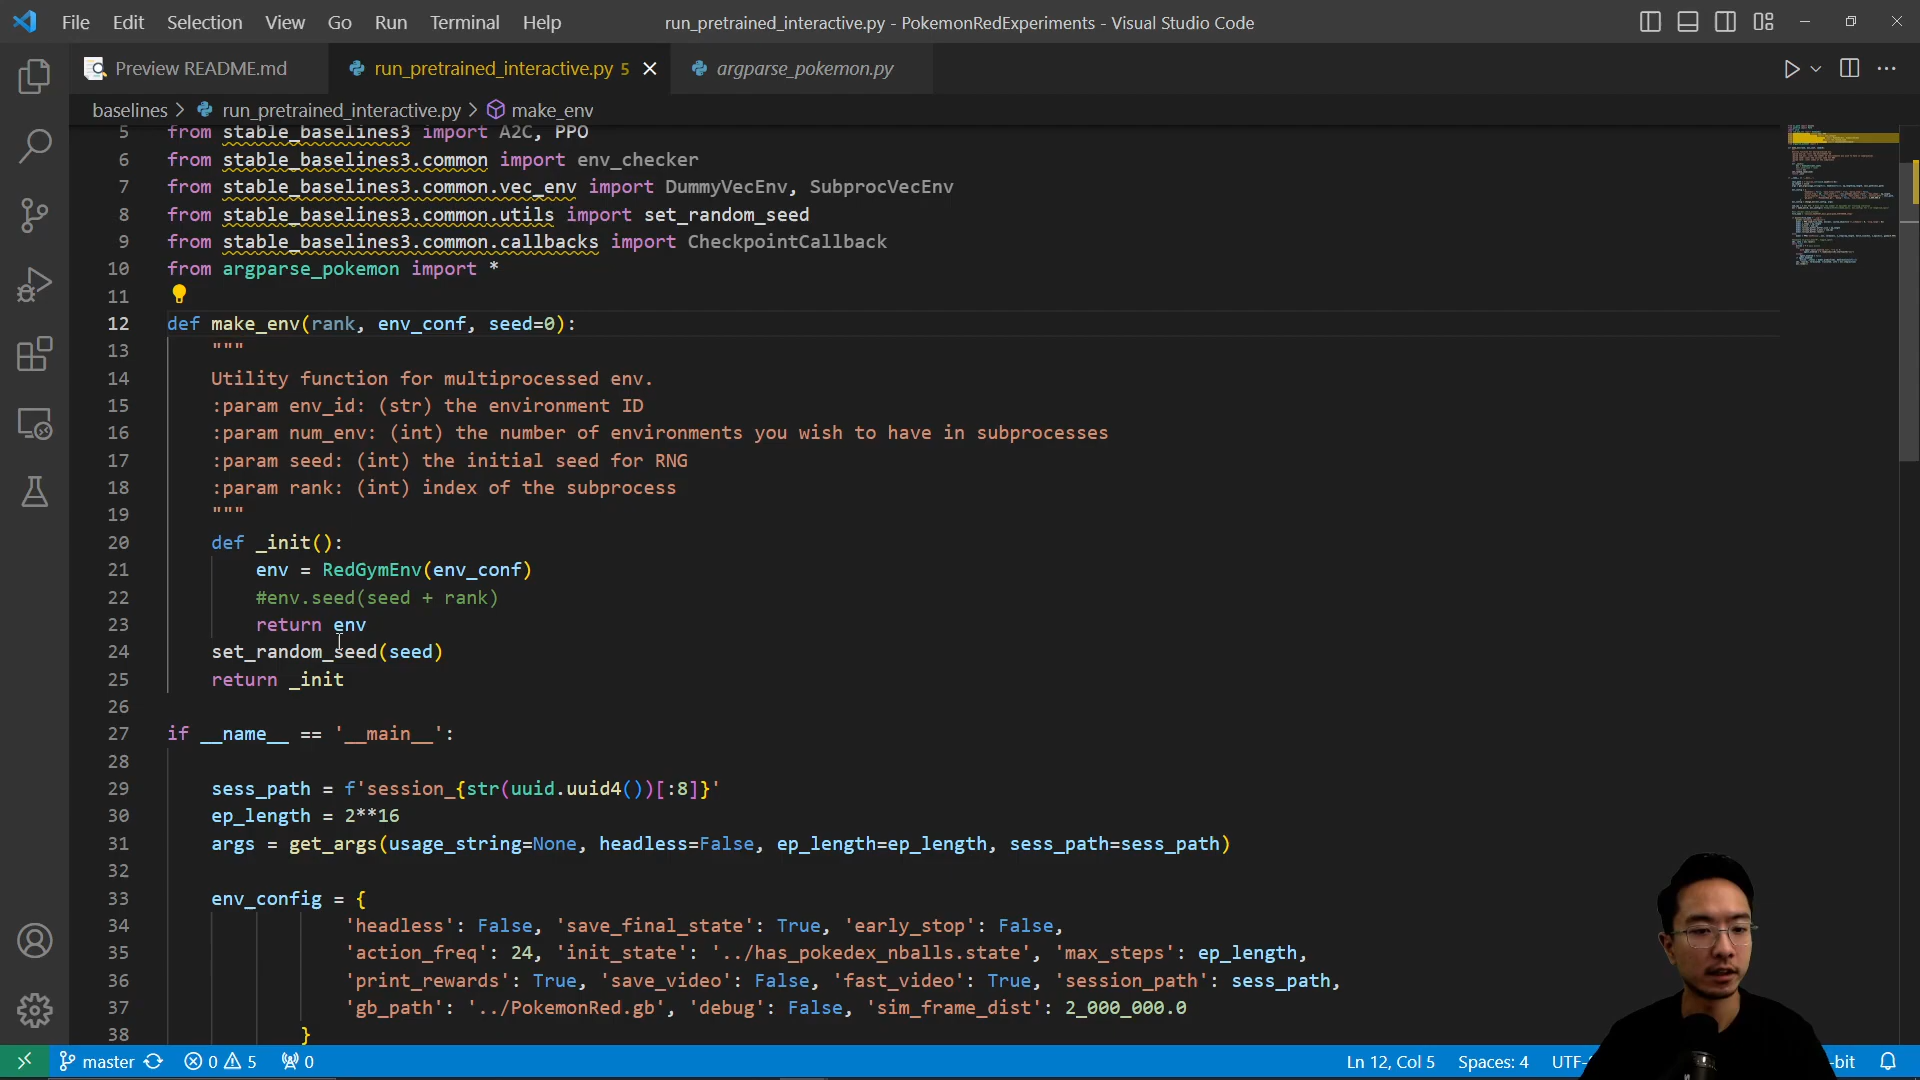 File Edit Selection View Go Run Terminal Help run_pretrained_interactive.py - PokemonRedExperiments - Visual Studio Code
Preview README.md run_pretrained_interactive.py 5 argparse_pokemon.py
baselines > run_pretrained_interactive.py > make_env
5 from stable_baselines3 import A2C, PPO
6 from stable_baselines3.common import env_checker
7 from stable_baselines3.common.vec_env import DummyVecEnv, SubprocVecEnv
8 from stable_baselines3.common.utils import set_random_seed
9 from stable_baselines3.common.callbacks import CheckpointCallback
10 from argparse_pokemon import *
11
12 def make_env(rank, env_conf, seed=0):
13 """
14 Utility function for multiprocessed env.
15 :param env_id: (str) the environment ID
16 :param num_env: (int) the number of environments you wish to have in subprocesses
17 :param seed: (int) the initial seed for RNG
18 :param rank: (int) index of the subprocess
19 """
20 def _init():
21 env = RedGymEnv(env_conf)
22 #env.seed(seed + rank)
23 return env
24 set_random_seed(seed)
25 return _init
26
27 if __name__ == '__main__':
28
29 sess_path = f'session_{str(uuid.uuid4())[:8]}'
30 ep_length = 2**16
31 args = get_args(usage_string=None, headless=False, ep_length=ep_length, sess_path=sess_path)
32
33 env_config = {
34 'headless': False, 'save_final_state': True, 'early_stop': False,
35 'action_freq': 24, 'init_state': '../has_pokedex_nballs.state', 'max_steps': ep_length,
36 'print_rewards': True, 'save_video': False, 'fast_video': True, 'session_path': sess_path,
37 'gb_path': '../PokemonRed.gb', 'debug': False, 'sim_frame_dist': 2_000_000.0
38 }
master 0 5 0 Ln 12, Col 5 Spaces: 4 UTF- -bit